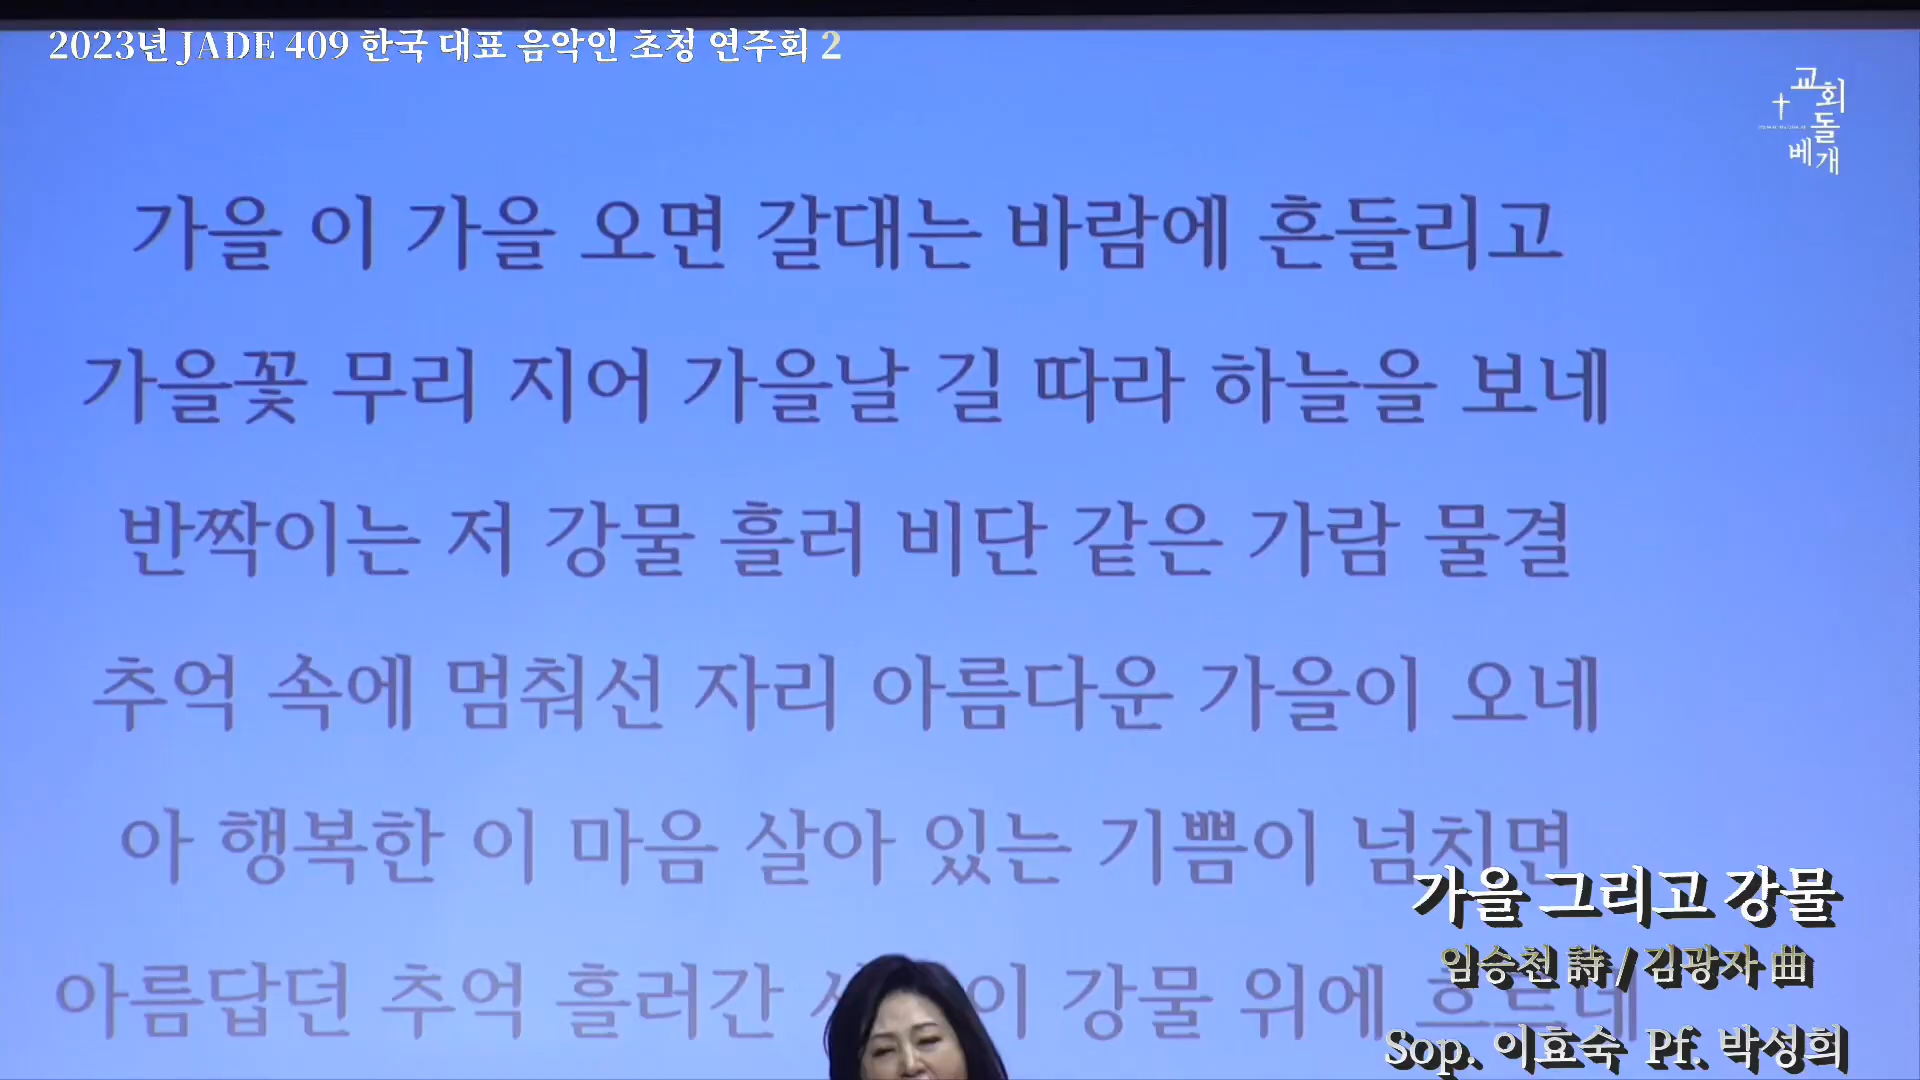 2023년 JADE 409 한국 대표 음악인 초청 연주회 2
교회
돌
베개
가을 이 가을 오면 갈대는 바람에 흔들리고
가을꽃 무리 지어 가을날 길 따라 하늘을 보네
반짝이는 저 강물 흘러 비단 같은 가람 물결
추억 속에 멈춰선 자리 아름다운 가을이 오네
아 행복한 이 마음 살아 있는 기쁨이 넘치면
아름답던 추억 흘러간 이 강물 위에 흐르네
가을 그리고 강물
임승천 詩 / 김광자 曲
Sop. 이효숙 Pf. 박성희